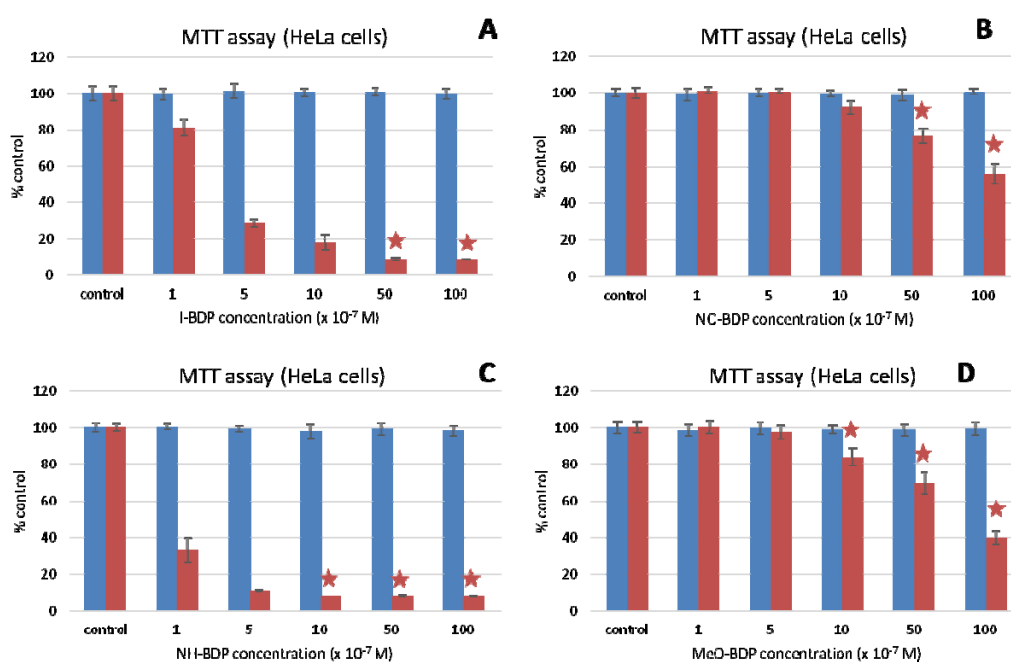 MTT assay (HeLa cells)
A
120
100
80
60
40
20
0
% control
control 1 5 10 50 100
I-BDP concentration (x 10⁻⁷ M)
MTT assay (HeLa cells)
B
120
100
80
60
40
20
0
% control
control 1 5 10 50 100
NC-BDP concentration (x 10⁻⁷ M)
MTT assay (HeLa cells)
C
120
100
80
60
40
20
0
% control
control 1 5 10 50 100
NH-BDP concentration (x 10⁻⁷ M)
MTT assay (HeLa cells)
D
120
100
80
60
40
20
0
% control
control 1 5 10 50 100
MeO-BDP concentration (x 10⁻⁷ M)